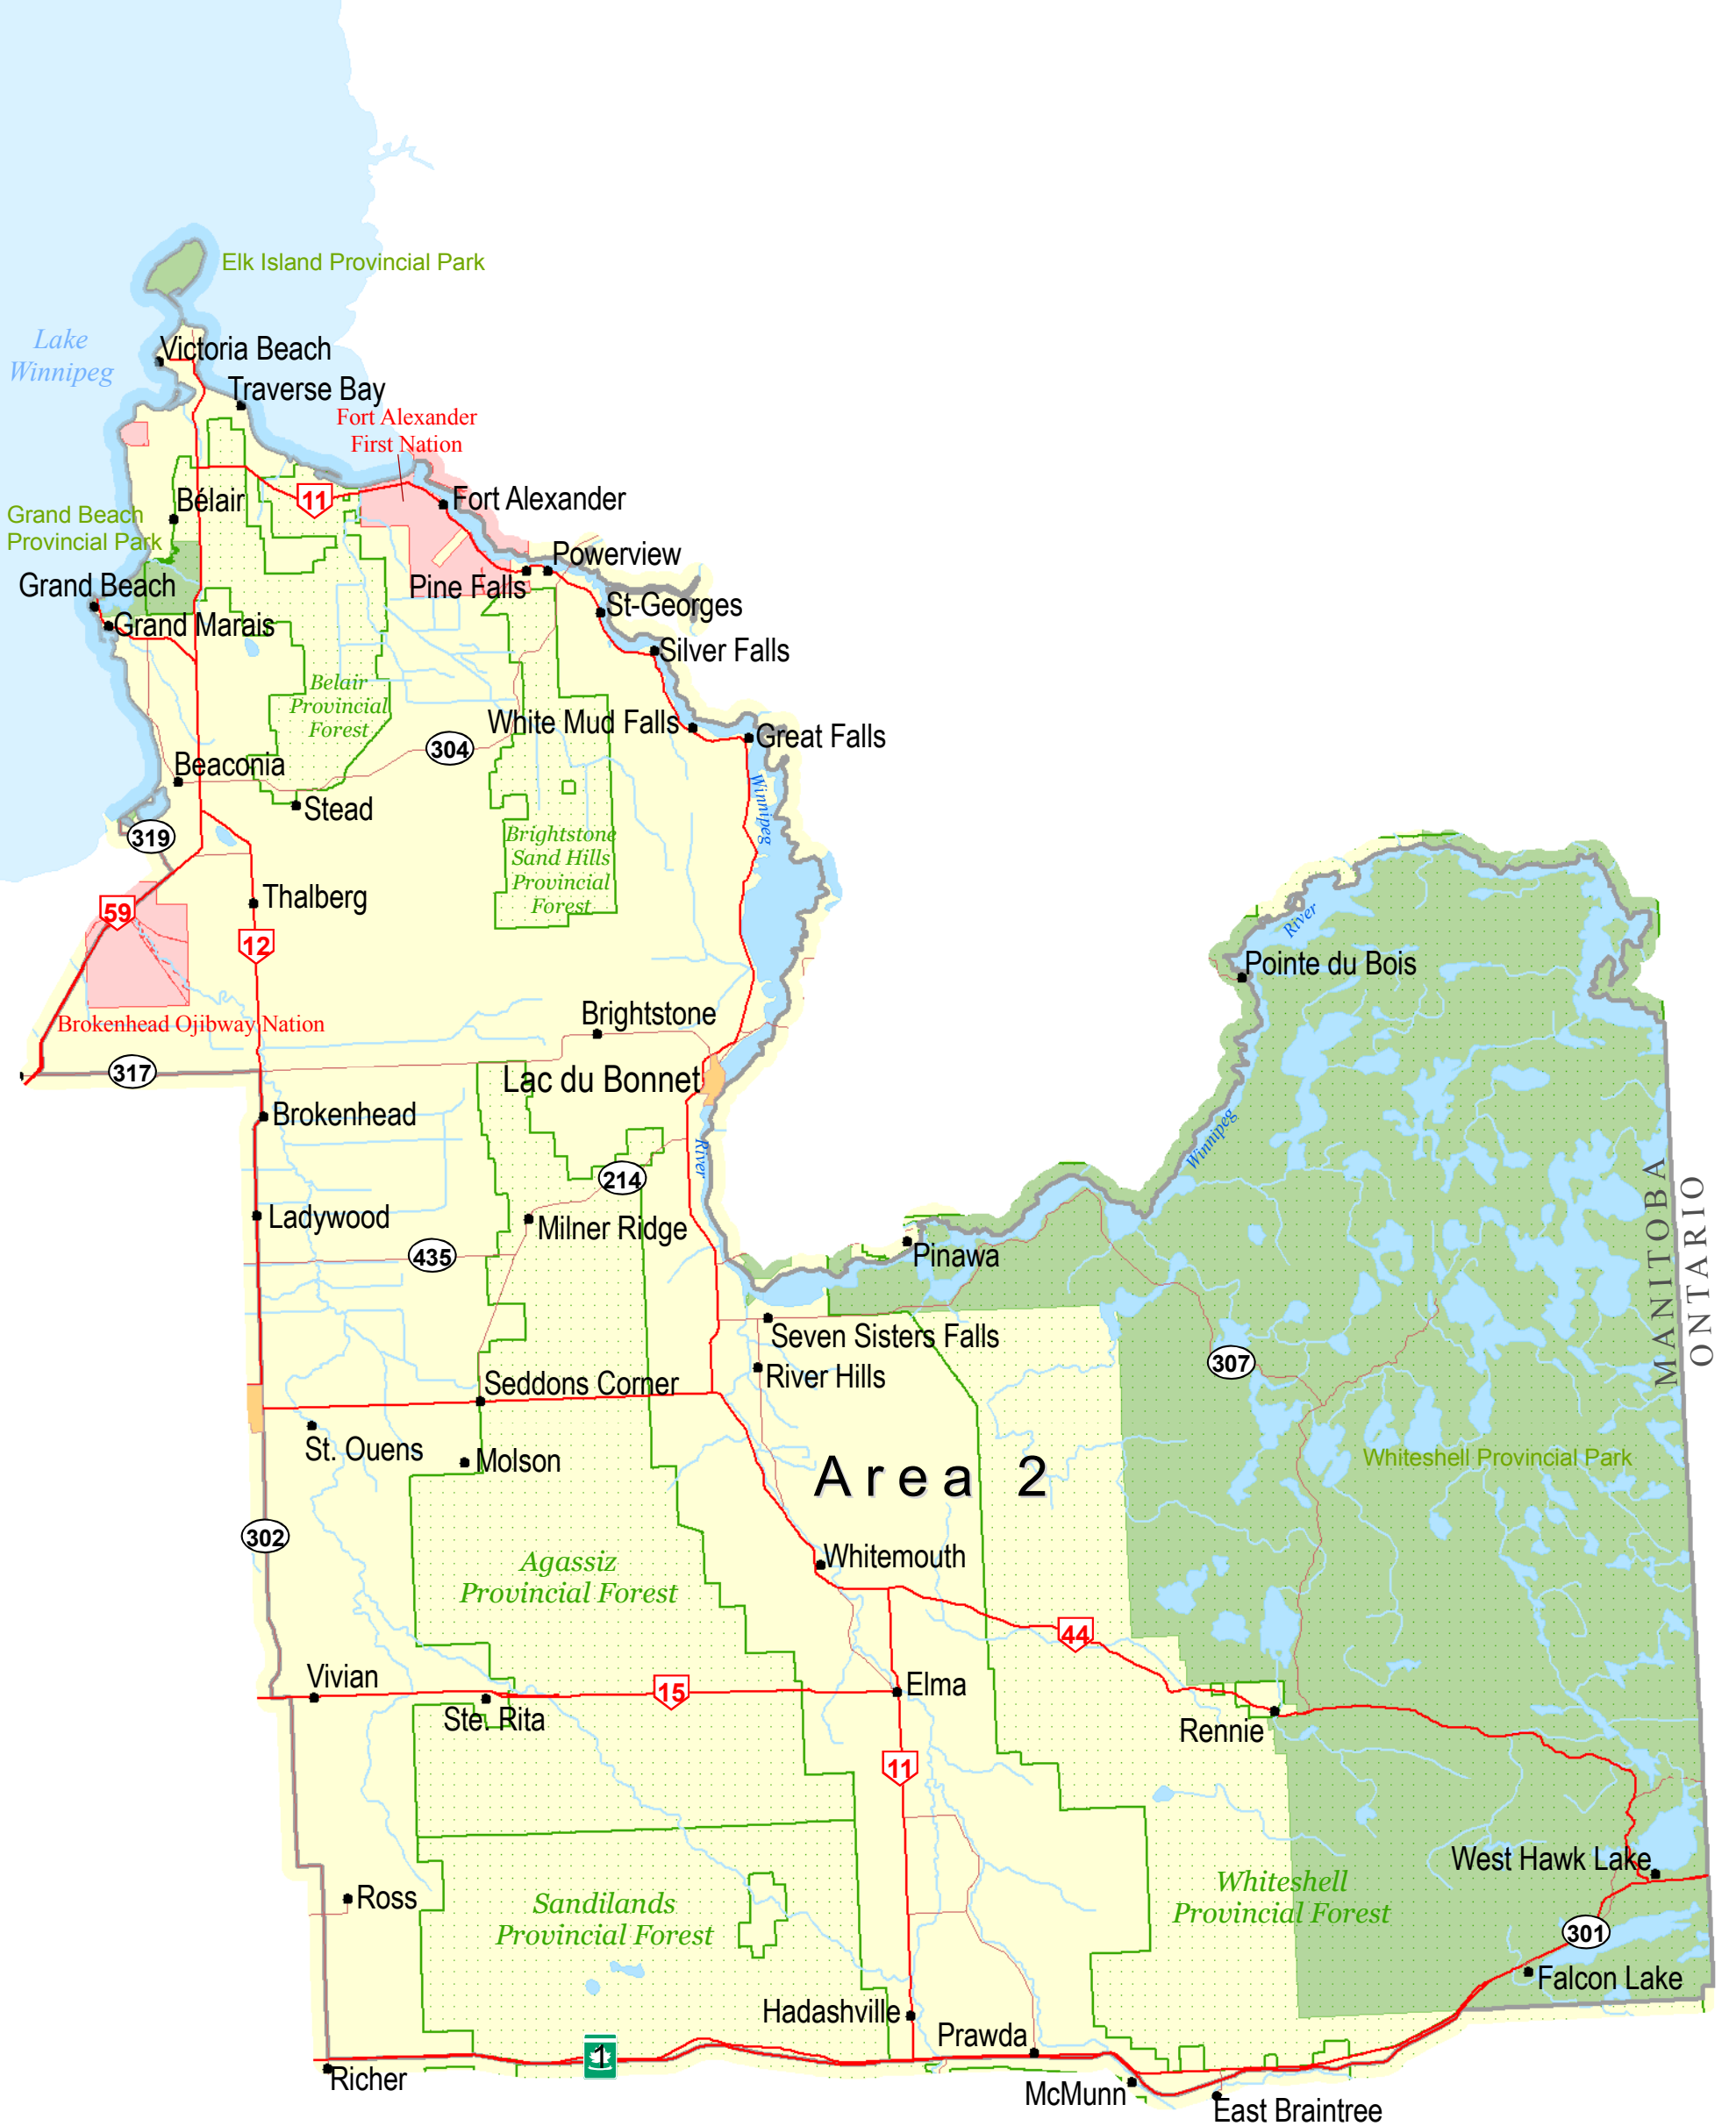 Elk Island Provincial Park
Lake
Winnipeg
Victoria Beach
Traverse Bay
Fort Alexander
First Nation
11
Fort Alexander
Bélair
Grand Beach
Provincial Park
Powerview
Grand Beach
Pine Falls
St-Georges
Grand Marais
Silver Falls
Belair
Provincial
Forest
White Mud Falls
Great Falls
304
Beaconia
Stead
Winnipeg
319
Brightstone
Sand Hills
Provincial
Forest
Thalberg
59
12
River
Pointe du Bois
Brightstone
Brokenhead Ojibway Nation
317
Lac du Bonnet
Brokenhead
Winnipeg
River
214
MANITOBA
ONTARIO
Ladywood
Milner Ridge
435
Pinawa
Seven Sisters Falls
307
River Hills
Seddons Corner
St. Ouens
Molson
Area 2
Whiteshell Provincial Park
302
Agassiz
Provincial Forest
Whitemouth
44
Vivian
15
Elma
Ste. Rita
Rennie
11
West Hawk Lake
Ross
Sandilands
Provincial Forest
Whiteshell
Provincial Forest
301
Falcon Lake
Hadashville
Prawda
1
Richer
McMunn
East Braintree